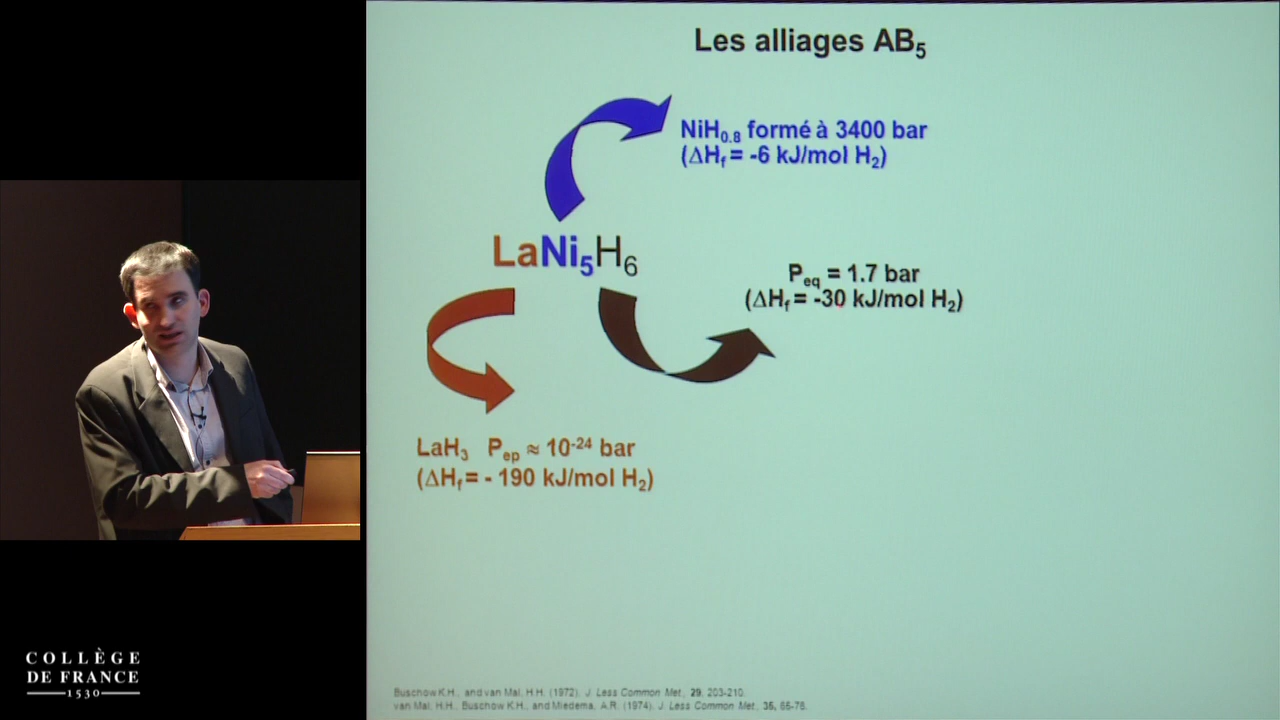 Les alliages AB5
NiH0.8 formé à 3400 bar
(ΔHf = -6 kJ/mol H2)
LaNi5H6
Peq = 1.7 bar
(ΔHf = -30 kJ/mol H2)
LaH3 Pep ≈ 10-24 bar
(ΔHf = - 190 kJ/mol H2)
COLLÈGE
DE FRANCE
1530
Buschow K.H., and van Mal, H.H. (1972). J. Less Common Met., 29, 203-210.
van Mal, H.H., Buschow K.H., and Miedema, A.R. (1974). J. Less Common Met., 35, 65-76.